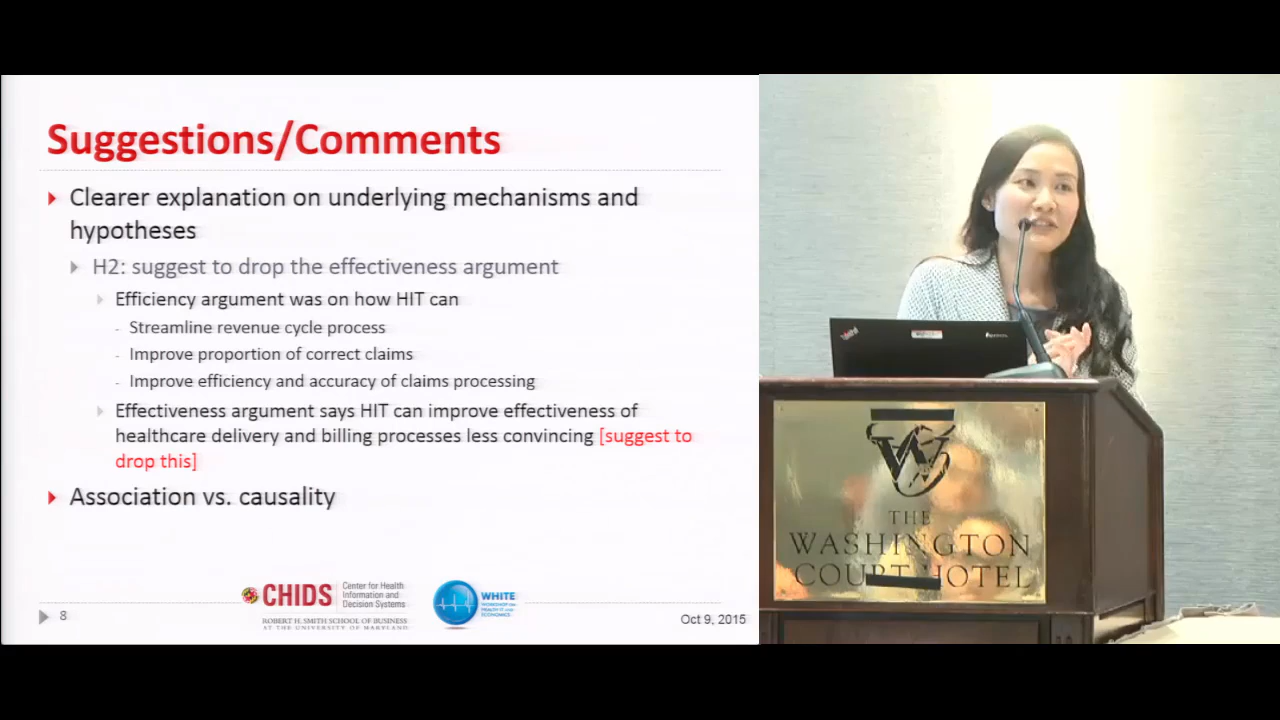 Suggestions/Comments
Clearer explanation on underlying mechanisms and
hypotheses
H2: suggest to drop the effectiveness argument
Efficiency argument was on how HIT can
- Streamline revenue cycle process
- Improve proportion of correct claims
- Improve efficiency and accuracy of claims processing
Effectiveness argument says HIT can improve effectiveness of
healthcare delivery and billing processes less convincing [suggest to
drop this]
Association vs. causality
CHIDS
Center for Health
Information and
Decision Systems
ROBERT H. SMITH SCHOOL OF BUSINESS
AT THE UNIVERSITY OF MARYLAND
WHITE
WORKSHOP ON
HEALTH IT AND
ECONOMICS
8
Oct 9, 2015
ThinkPad
W
THE
WASHINGTON
COURT HOTEL